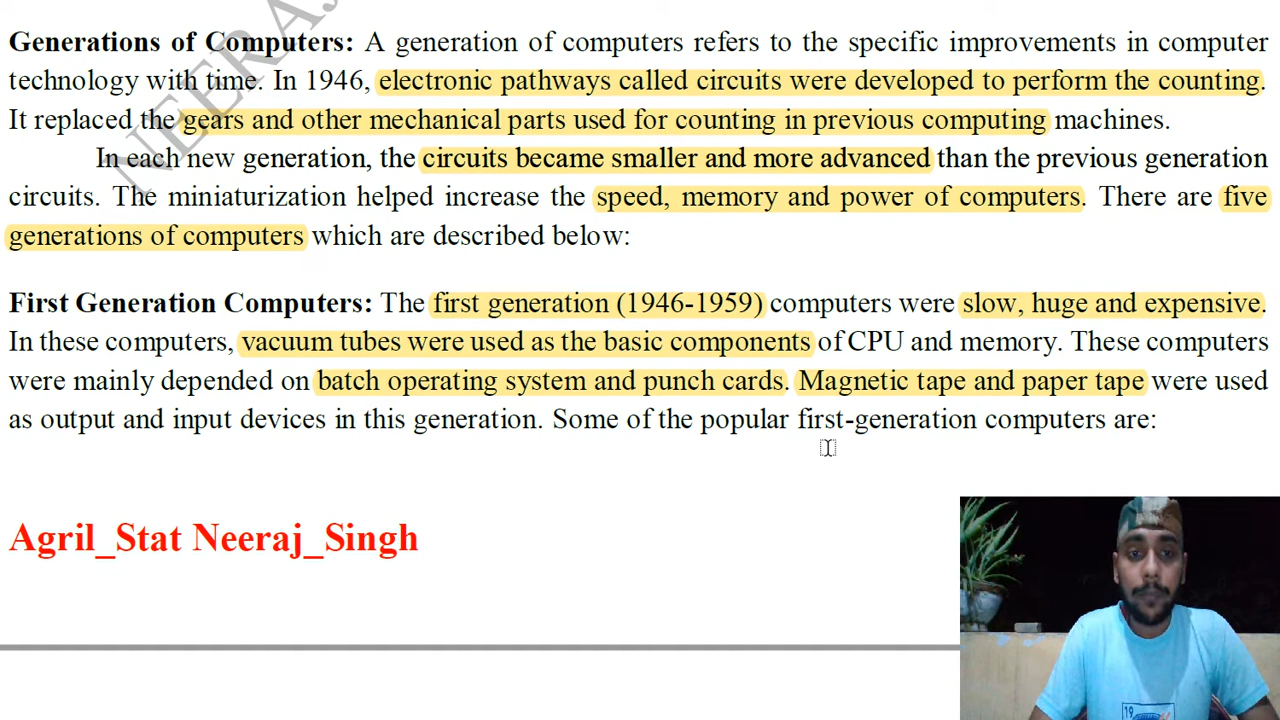 NEERAJ
Generations of Computers: A generation of computers refers to the specific improvements in computer
technology with time. In 1946, electronic pathways called circuits were developed to perform the counting.
It replaced the gears and other mechanical parts used for counting in previous computing machines.
In each new generation, the circuits became smaller and more advanced than the previous generation
circuits. The miniaturization helped increase the speed, memory and power of computers. There are five
generations of computers which are described below:
First Generation Computers: The first generation (1946-1959) computers were slow, huge and expensive.
In these computers, vacuum tubes were used as the basic components of CPU and memory. These computers
were mainly depended on batch operating system and punch cards. Magnetic tape and paper tape were used
as output and input devices in this generation. Some of the popular first-generation computers are:
Agril_Stat Neeraj_Singh
19